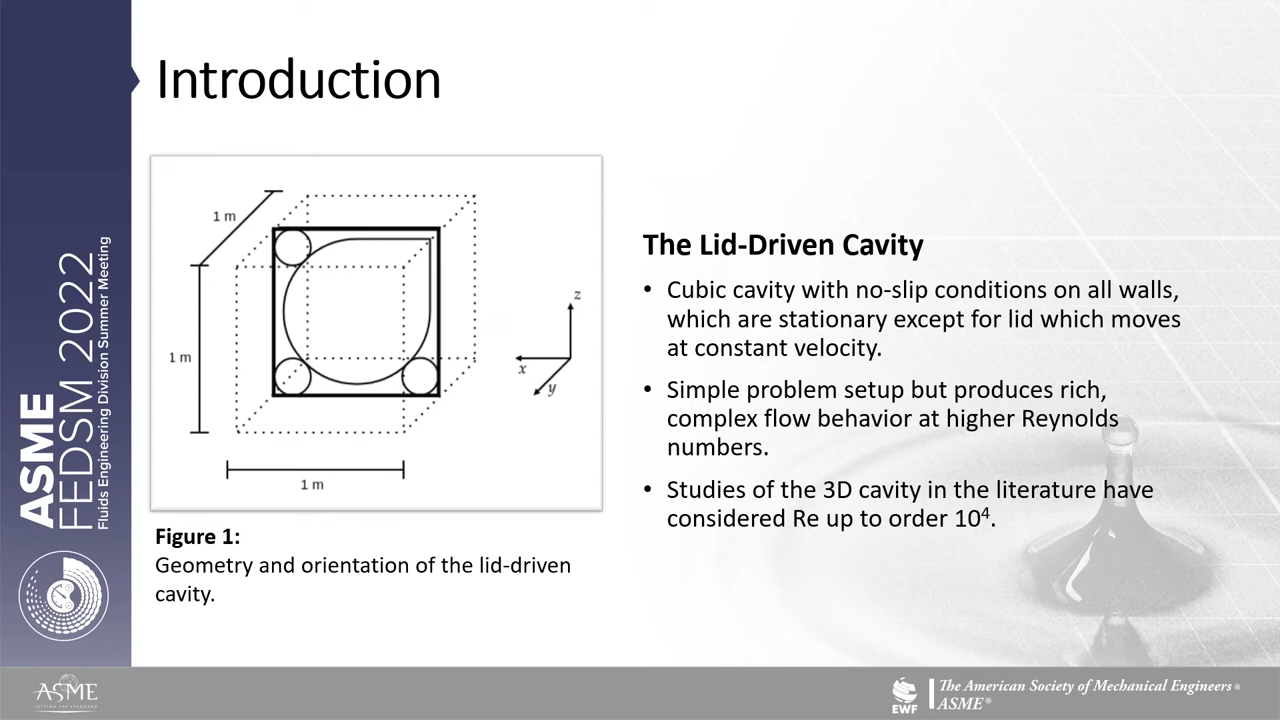 Introduction
1 m
1 m
1 m
z
x
y
Figure 1:
Geometry and orientation of the lid-driven
cavity.
The Lid-Driven Cavity
• Cubic cavity with no-slip conditions on all walls,
which are stationary except for lid which moves
at constant velocity.
• Simple problem setup but produces rich,
complex flow behavior at higher Reynolds
numbers.
• Studies of the 3D cavity in the literature have
considered Re up to order 10⁴.
ASME
FEDSM 2022
Fluids Engineering Division Summer Meeting
ASME
SETTING THE STANDARD
EWF
The American Society of Mechanical Engineers ®
ASME ®